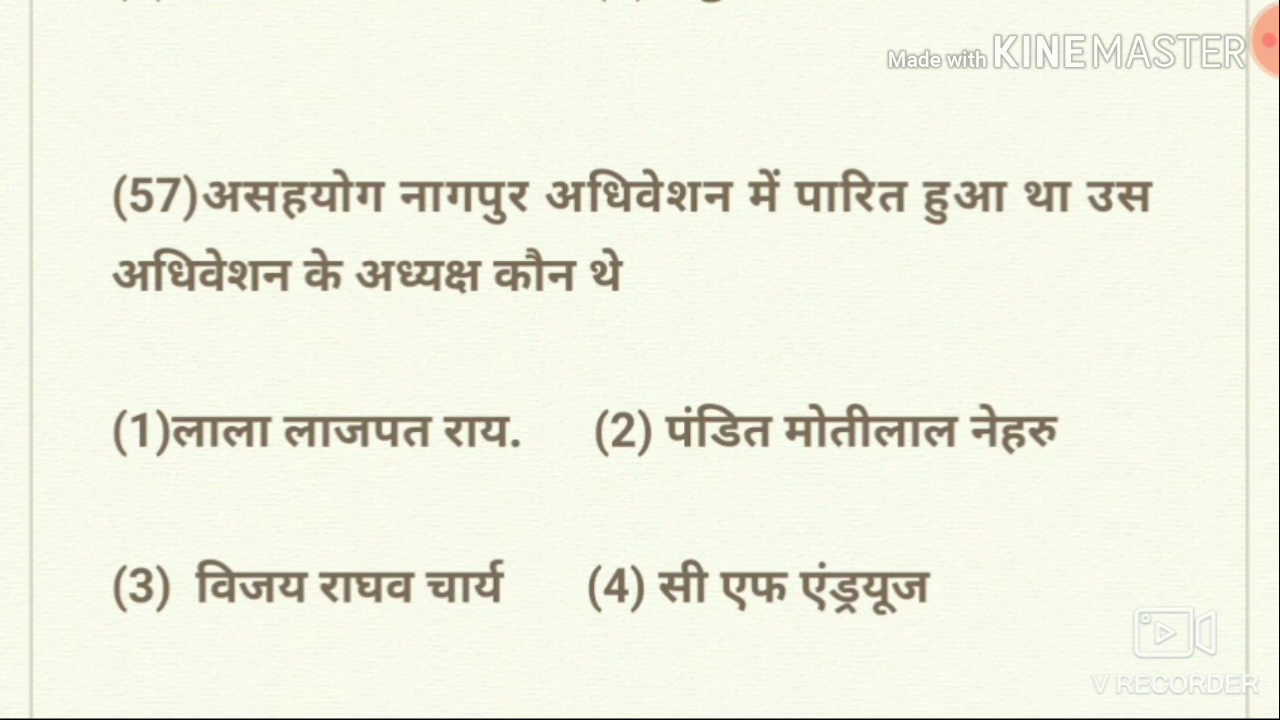 Made with KINEMASTER
(57)असहयोग नागपुर अधिवेशन में पारित हुआ था उस
अधिवेशन के अध्यक्ष कौन थे
(1)लाला लाजपत राय. (2) पंडित मोतीलाल नेहरु
(3) विजय राघव चार्य (4) सी एफ एंड्रयूज
V RECORDER